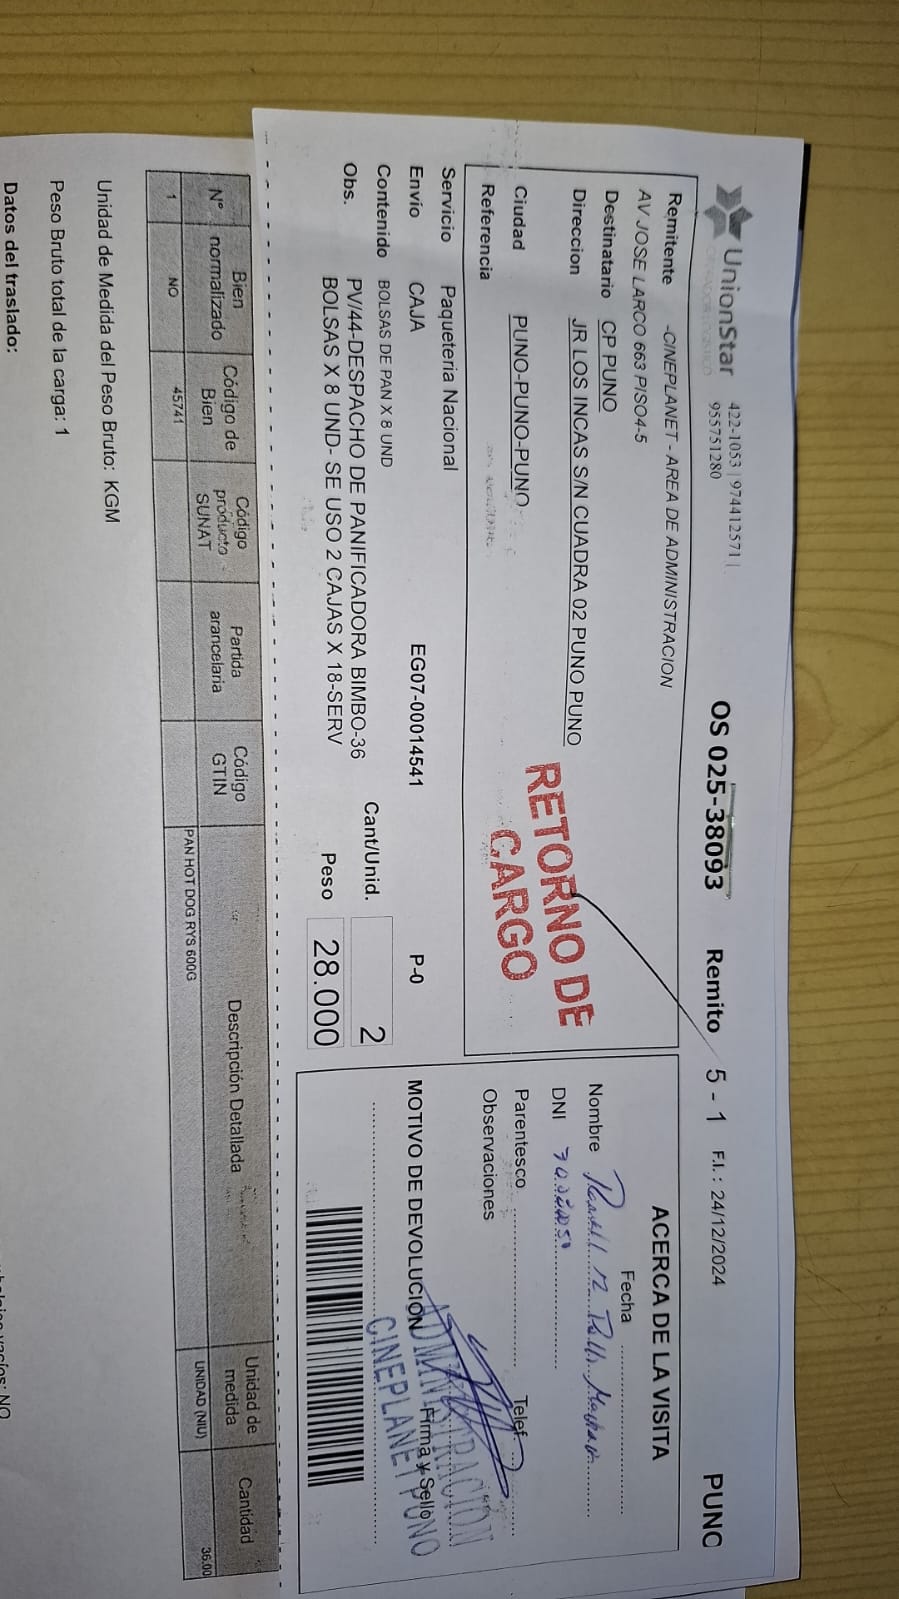 UnionStar
422-1053 | 974412571 |
955751280
OS 025-38093 Remito 5 - 1 F.I. : 24/12/2024 PUNO
Remitente -CINEPLANET - AREA DE ADMINISTRACION
AV JOSE LARCO 663 PISO4-5
Destinatario CP PUNO
Direccion JR LOS INCAS S/N CUADRA 02 PUNO PUNO
Ciudad PUNO-PUNO-PUNO
Referencia
RETORNO DE
CARGO
Servicio Paqueteria Nacional
Envío CAJA EG07-00014541 P-0
Contenido BOLSAS DE PAN X 8 UND
Obs. PV/44-DESPACHO DE PANIFICADORA BIMBO-36
BOLSAS X 8 UND- SE USO 2 CAJAS X 18-SERV
Cant/Unid. 2
Peso 28.000
ACERCA DE LA VISITA
Fecha
Nombre
DNI
Parentesco Telef
Observaciones
MOTIVO DE DEVOLUCION Firma y Sello
ADMINISTRACION
CINEPLANET PUNO
N° Bien normalizado Código de Bien Código producto SUNAT Partida arancelaria Código GTIN Descripción Detallada Unidad de medida Cantidad
1 NO 45741 PAN HOT DOG RYS 600G UNIDAD (NIU) 36.00
Unidad de Medida del Peso Bruto: KGM
Peso Bruto total de la carga: 1
Datos del traslado:
vacíos: NO